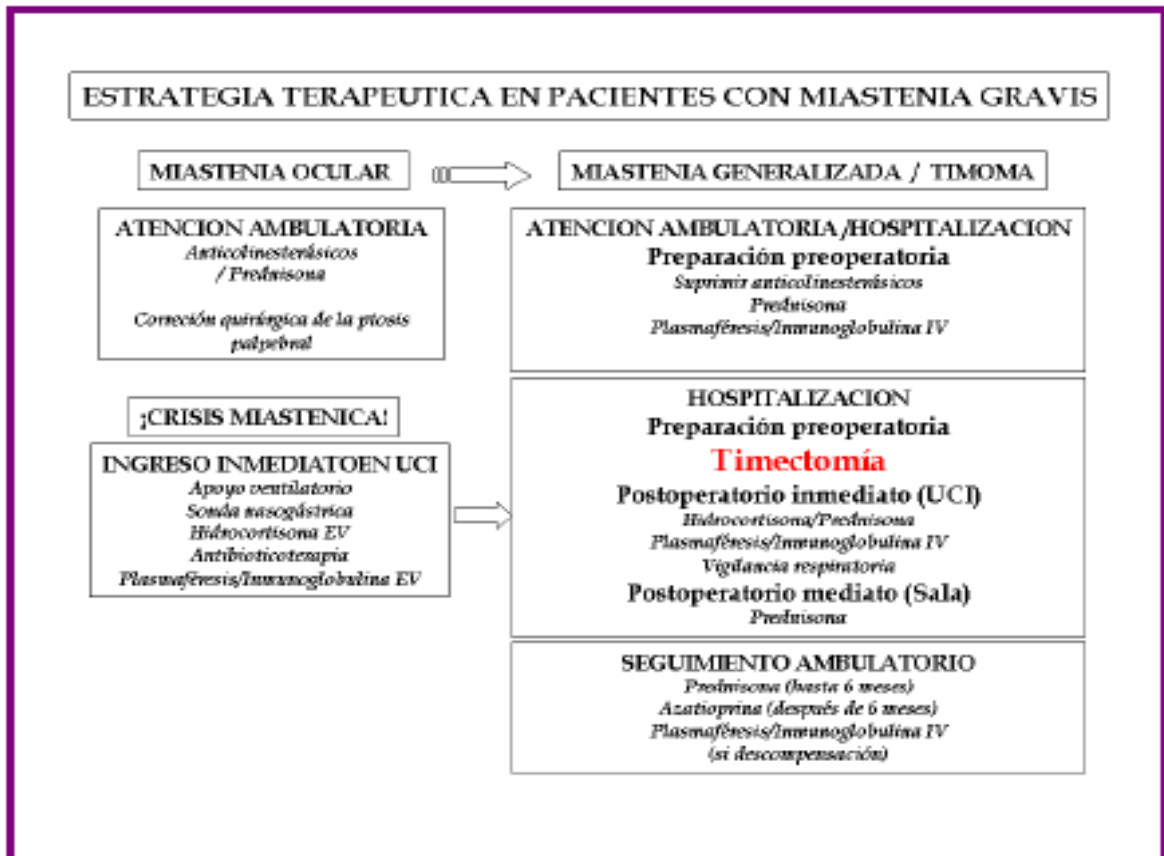 ESTRATEGIA TERAPEUTICA EN PACIENTES CON MIASTENIA GRAVIS
MIASTENIA OCULAR
ATENCION AMBULATORIA
Anticolinesterásicos
/ Prednisona
Correción quirúrgica de la ptosis
palpebral
¡CRISIS MIASTENICA!
INGRESO INMEDIATOEN UCI
Apoyo ventilatorio
Sonda nasogástrica
Hidrocortisona EV
Antibioticoterapia
Plasmaféresis/Inmunoglobulina EV
MIASTENIA GENERALIZADA / TIMOMA
ATENCION AMBULATORIA /HOSPITALIZACION
Preparación preoperatoria
Suprimir anticolinesterásicos
Prednisona
Plasmaféresis/Inmunoglobulina IV
HOSPITALIZACION
Preparación preoperatoria
Timectomía
Postoperatorio inmediato (UCI)
Hidrocortisona/Prednisona
Plasmaféresis/Inmunoglobulina IV
Vigilancia respiratoria
Postoperatorio mediato (Sala)
Prednisona
SEGUIMIENTO AMBULATORIO
Prednisona (hasta 6 meses)
Azatioprina (después de 6 meses)
Plasmaféresis/Inmunoglobulina IV
(si descompensación)